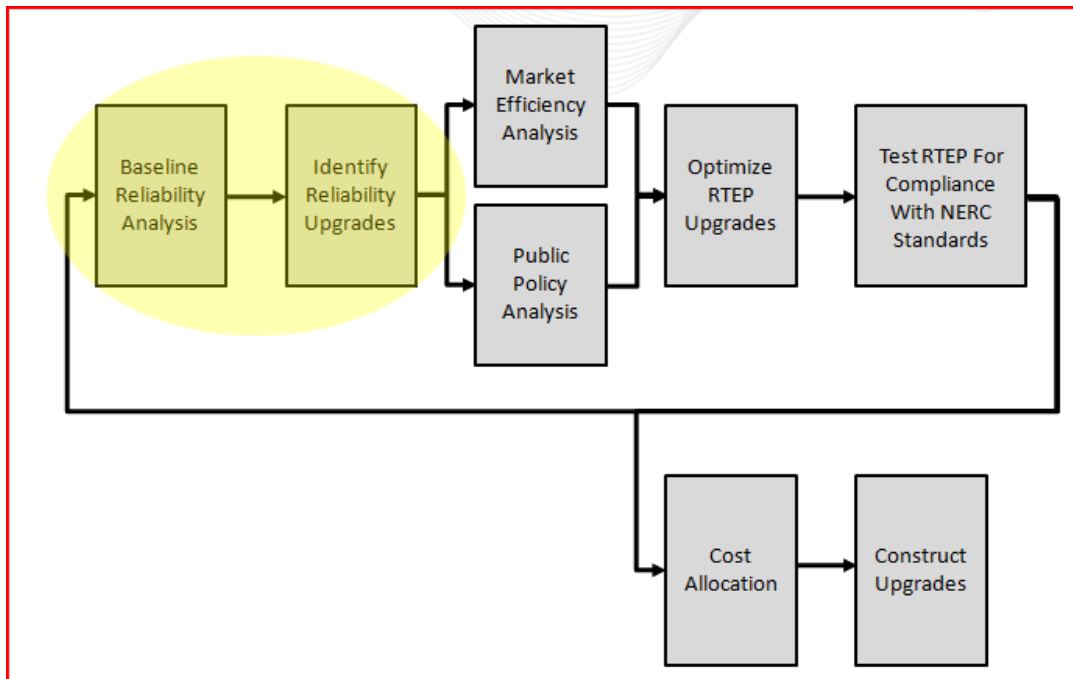 Baseline
Reliability
Analysis
Identify
Reliability
Upgrades
Market
Efficiency
Analysis
Public
Policy
Analysis
Optimize
RTEP
Upgrades
Test RTEP For
Compliance
With NERC
Standards
Cost
Allocation
Construct
Upgrades